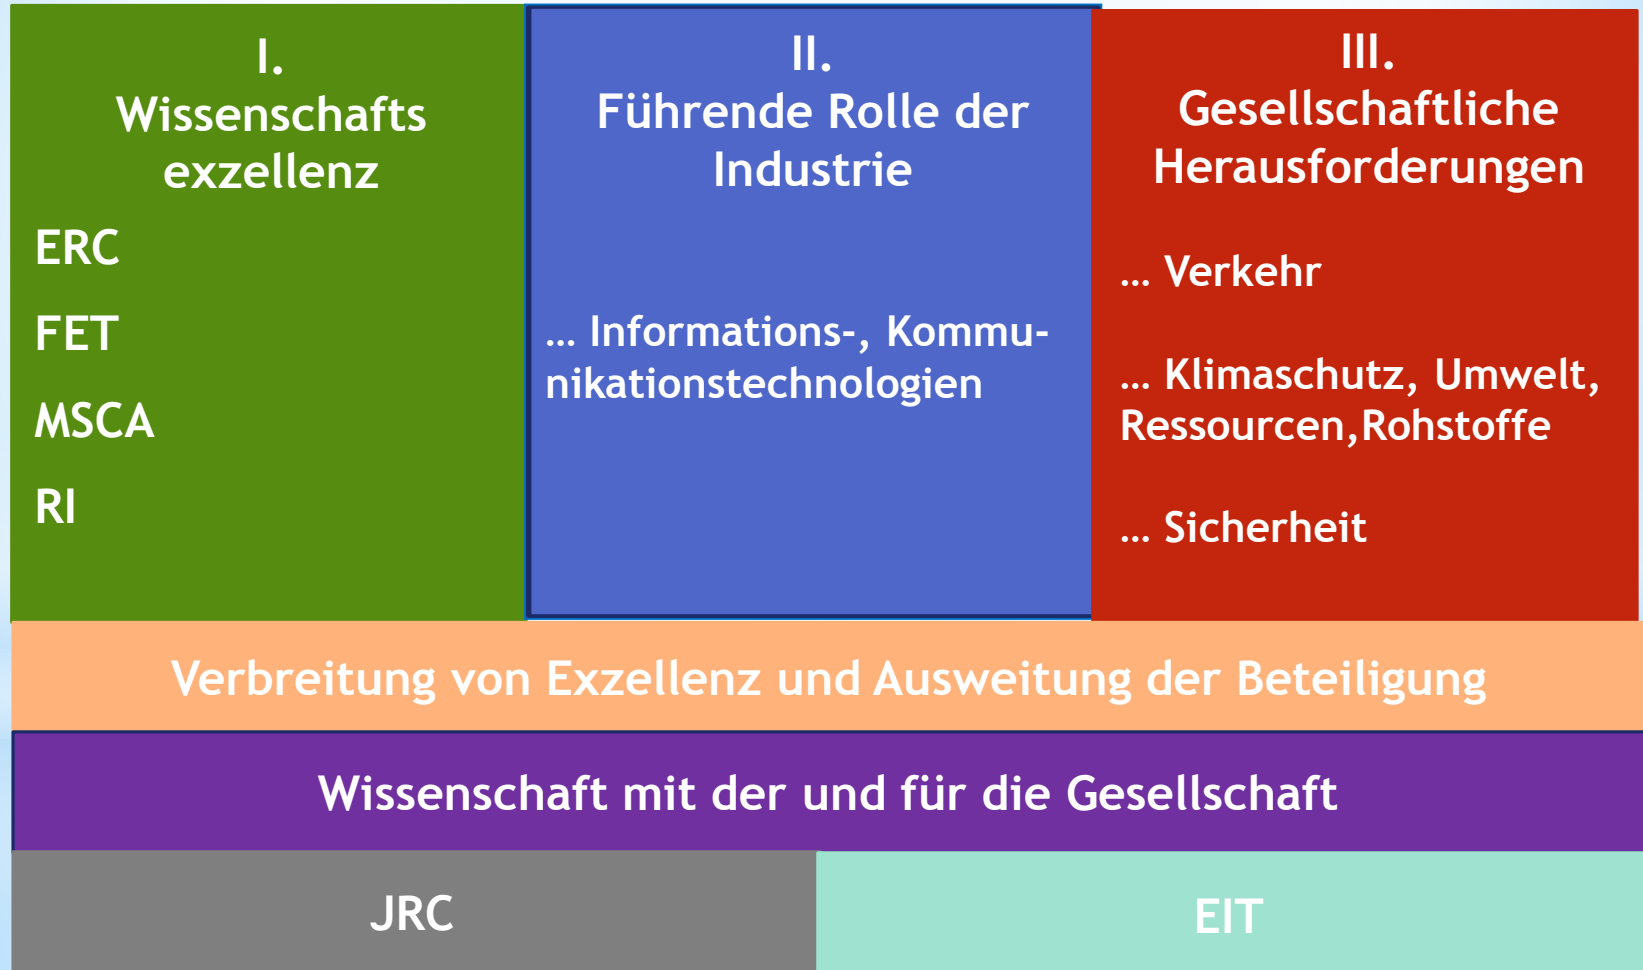 I.
Wissenschafts
exzellenz
ERC
FET
MSCA
RI
II.
Führende Rolle der
Industrie
... Informations-, Kommu-
nikationstechnologien
III.
Gesellschaftliche
Herausforderungen
... Verkehr
... Klimaschutz, Umwelt,
Ressourcen,Rohstoffe
... Sicherheit
Verbreitung von Exzellenz und Ausweitung der Beteiligung
Wissenschaft mit der und für die Gesellschaft
JRC
EIT